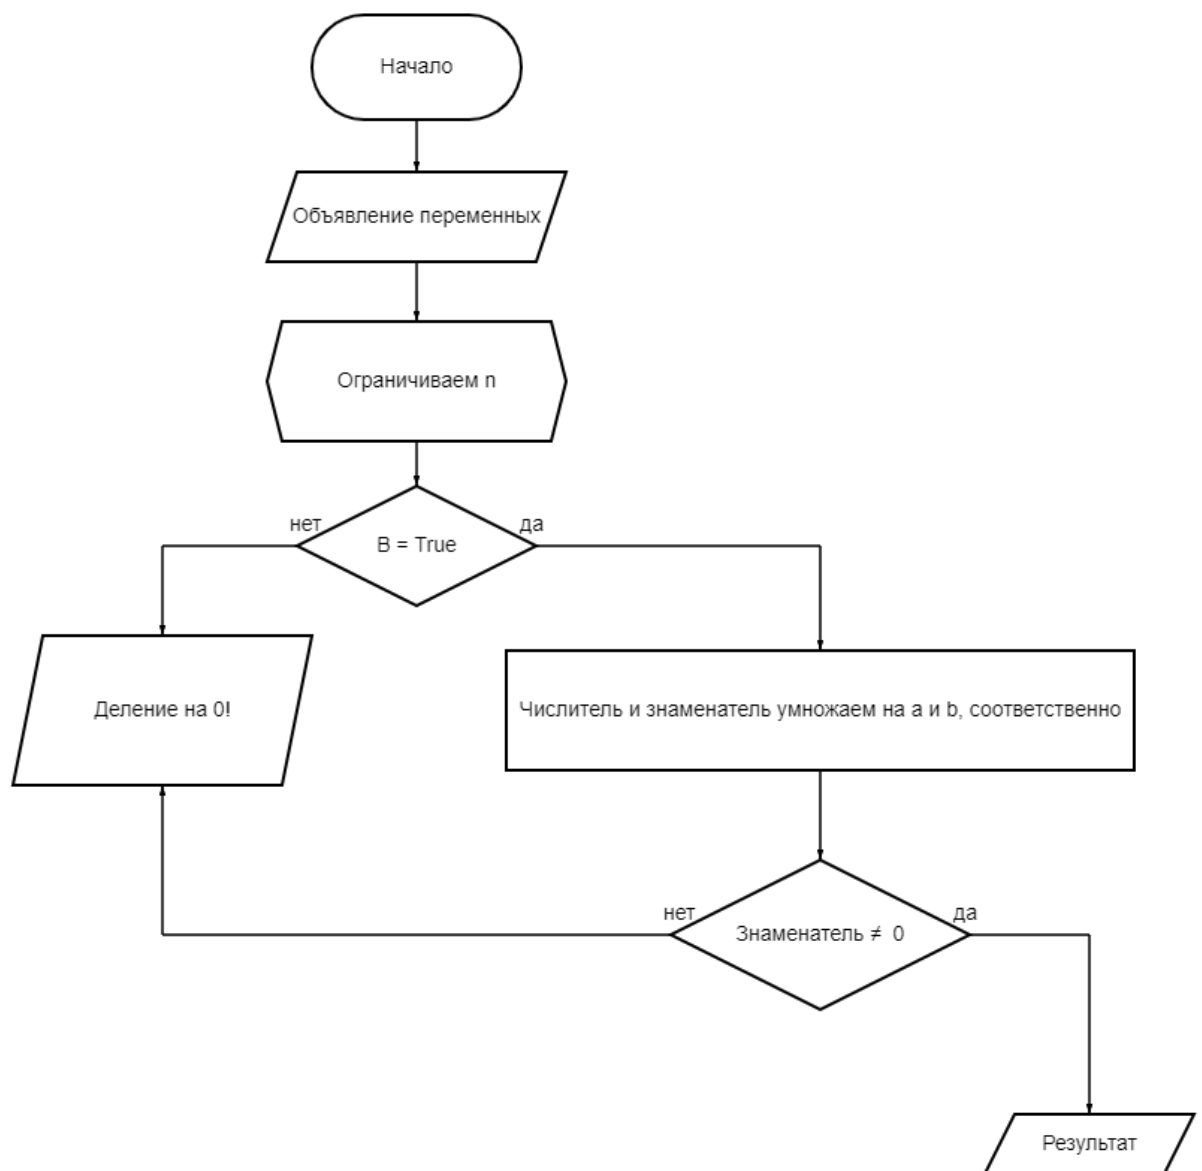 Начало
Объявление переменных
Ограничиваем n
нет
да
B = True
Деление на 0!
Числитель и знаменатель умножаем на a и b, соответственно
нет
да
Знаменатель ≠ 0
Результат